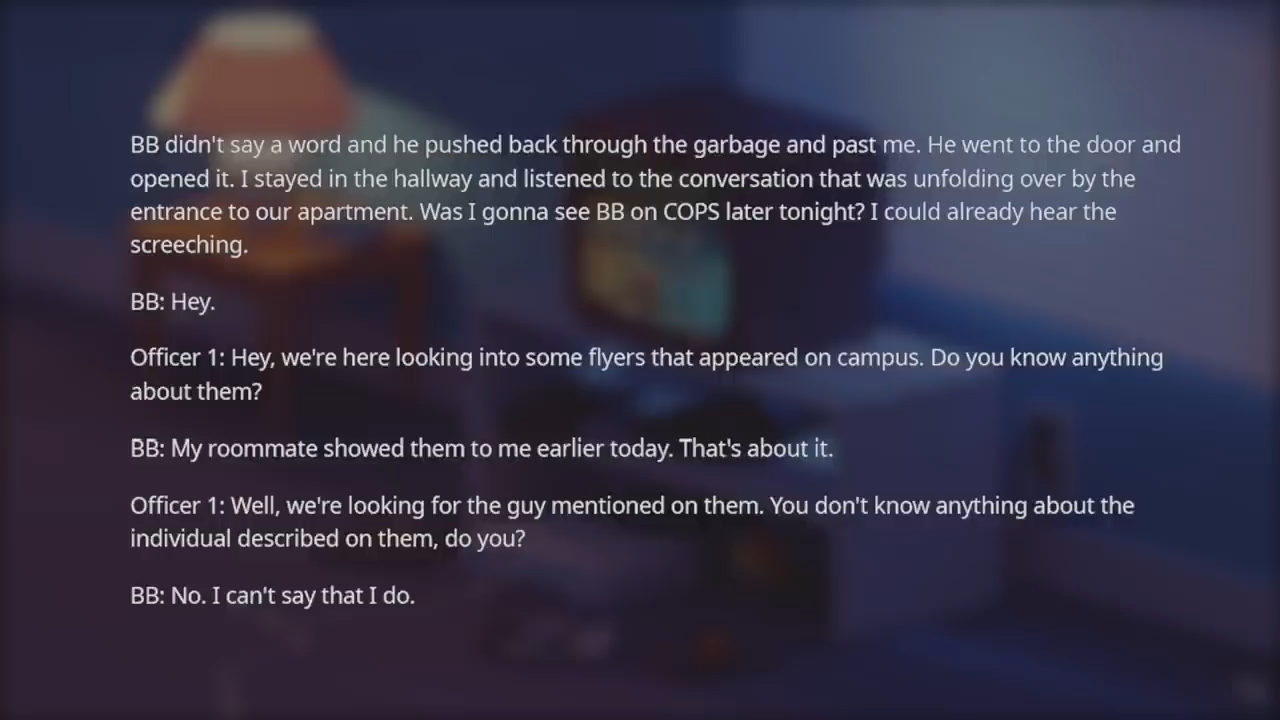 BB didn't say a word and he pushed back through the garbage and past me. He went to the door and
opened it. I stayed in the hallway and listened to the conversation that was unfolding over by the
entrance to our apartment. Was I gonna see BB on COPS later tonight? I could already hear the
screeching.
BB: Hey.
Officer 1: Hey, we're here looking into some flyers that appeared on campus. Do you know anything
about them?
BB: My roommate showed them to me earlier today. That's about it.
Officer 1: Well, we're looking for the guy mentioned on them. You don't know anything about the
individual described on them, do you?
BB: No. I can't say that I do.